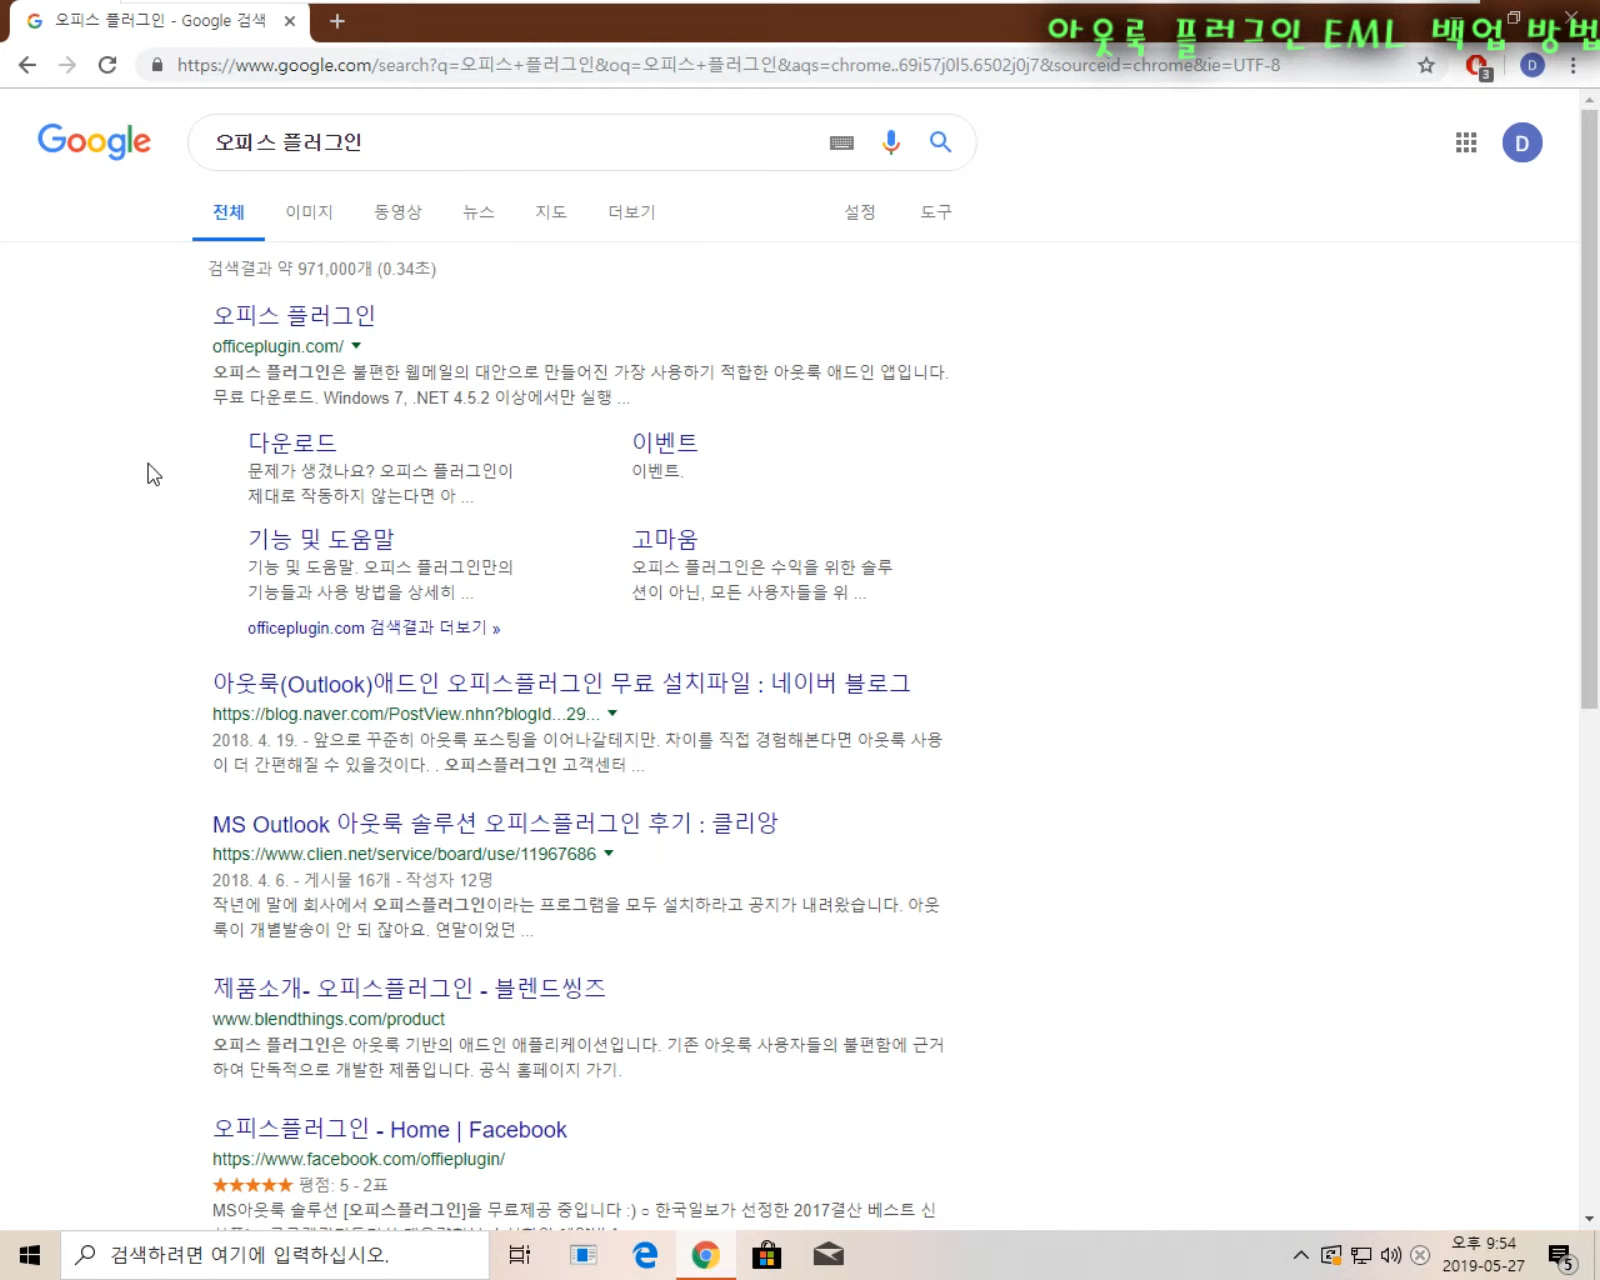 오피스 플러그인 - Google 검색
아웃룩 플러그인 EML 백업 방법
https://www.google.com/search?q=오피스+플러그인&oq=오피스+플러그인&aqs=chrome..69i57j0l5.6502j0j7&sourceid=chrome&ie=UTF-8
3
D
Google
오피스 플러그인
D
전체 이미지 동영상 뉴스 지도 더보기 설정 도구
검색결과 약 971,000개 (0.34초)
오피스 플러그인
officeplugin.com/
오피스 플러그인은 불편한 웹메일의 대안으로 만들어진 가장 사용하기 적합한 아웃룩 애드인 앱입니다.
무료 다운로드. Windows 7, .NET 4.5.2 이상에서만 실행 ...
다운로드
문제가 생겼나요? 오피스 플러그인이
제대로 작동하지 않는다면 아 ...
이벤트
이벤트.
기능 및 도움말
기능 및 도움말. 오피스 플러그인만의
기능들과 사용 방법을 상세히 ...
고마움
오피스 플러그인은 수익을 위한 솔루
션이 아닌, 모든 사용자들을 위 ...
officeplugin.com 검색결과 더보기 »
아웃룩(Outlook)애드인 오피스플러그인 무료 설치파일 : 네이버 블로그
https://blog.naver.com/PostView.nhn?blogId...29...
2018. 4. 19. - 앞으로 꾸준히 아웃룩 포스팅을 이어나갈테지만. 차이를 직접 경험해본다면 아웃룩 사용
이 더 간편해질 수 있을것이다. . 오피스플러그인 고객센터 ...
MS Outlook 아웃룩 솔루션 오피스플러그인 후기 : 클리앙
https://www.clien.net/service/board/use/11967686
2018. 4. 6. - 게시물 16개 - 작성자 12명
작년에 말에 회사에서 오피스플러그인이라는 프로그램을 모두 설치하라고 공지가 내려왔습니다. 아웃
룩이 개별발송이 안 되 잖아요. 연말이었던 ...
제품소개- 오피스플러그인 - 블렌드씽즈
www.blendthings.com/product
오피스 플러그인은 아웃룩 기반의 애드인 애플리케이션입니다. 기존 아웃룩 사용자들의 불편함에 근거
하여 단독적으로 개발한 제품입니다. 공식 홈페이지 가기.
오피스플러그인 - Home | Facebook
https://www.facebook.com/offieplugin/
★★★★★ 평점: 5 - 2표
MS아웃룩 솔루션 [오피스플러그인]을 무료제공 중입니다 :) ○ 한국일보가 선정한 2017결산 베스트 신
검색하려면 여기에 입력하십시오.
오후 9:54
2019-05-27
5